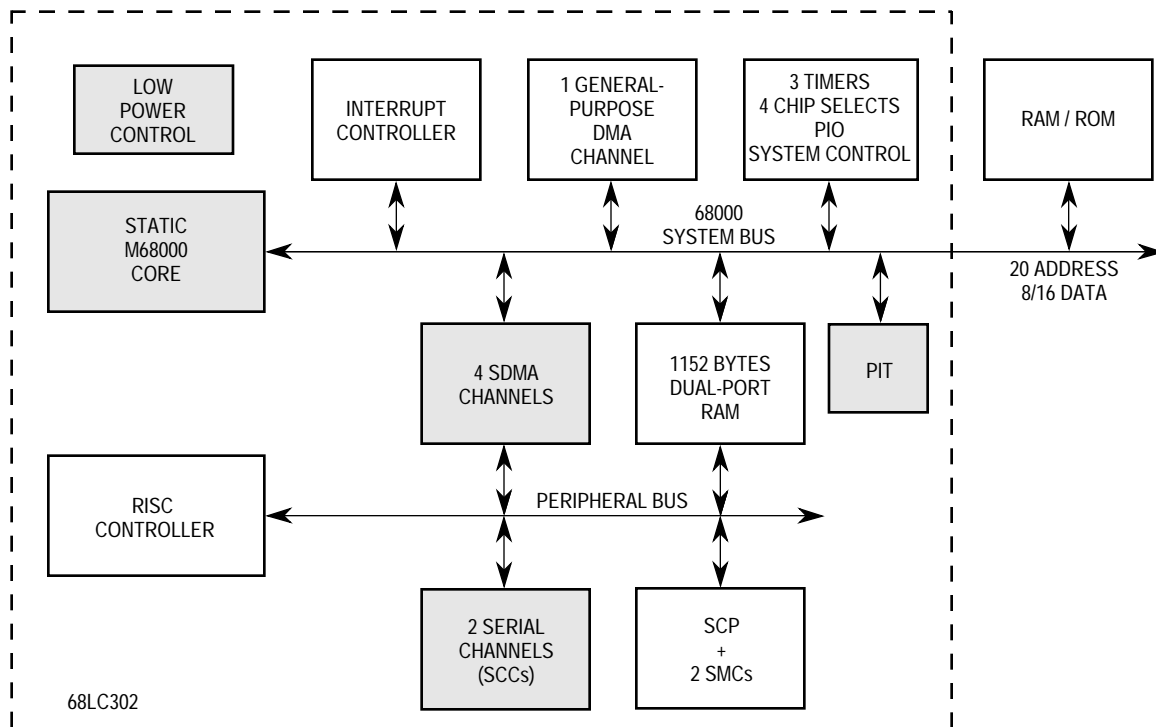 LOW
POWER
CONTROL
INTERRUPT
CONTROLLER
1 GENERAL-
PURPOSE
DMA
CHANNEL
3 TIMERS
4 CHIP SELECTS
PIO
SYSTEM CONTROL
RAM / ROM
STATIC
M68000
CORE
68000
SYSTEM BUS
20 ADDRESS
8/16 DATA
4 SDMA
CHANNELS
1152 BYTES
DUAL-PORT
RAM
PIT
RISC
CONTROLLER
PERIPHERAL BUS
2 SERIAL
CHANNELS
(SCCs)
SCP
+
2 SMCs
68LC302